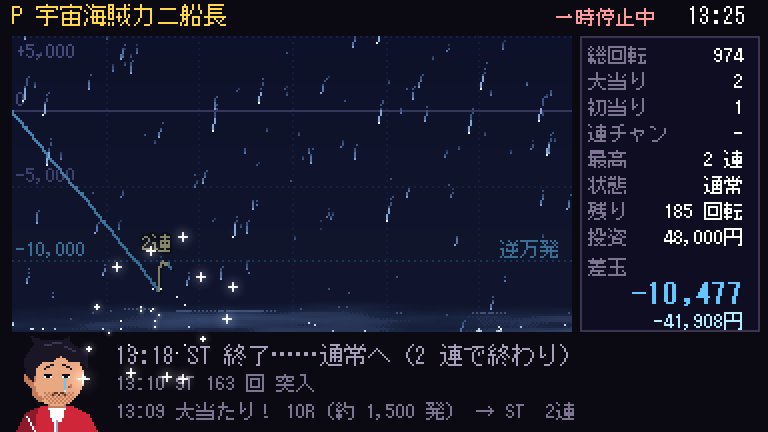 P 宇宙海賊カニ船長 一時停止中 13:25
+5,000
0
-5,000
-10,000
2連
逆万発
総回転 974
大当り 2
初当り 1
連チャン -
最高 2 連
状態 通常
残り 185 回転
投資 48,000円
差玉
-10,477
-41,908円
13:18 ST 終了……通常へ (2 連で終わり)
13:10 ST 163 回 突入
13:09 大当たり! 10R (約 1,500 発) → ST 2連